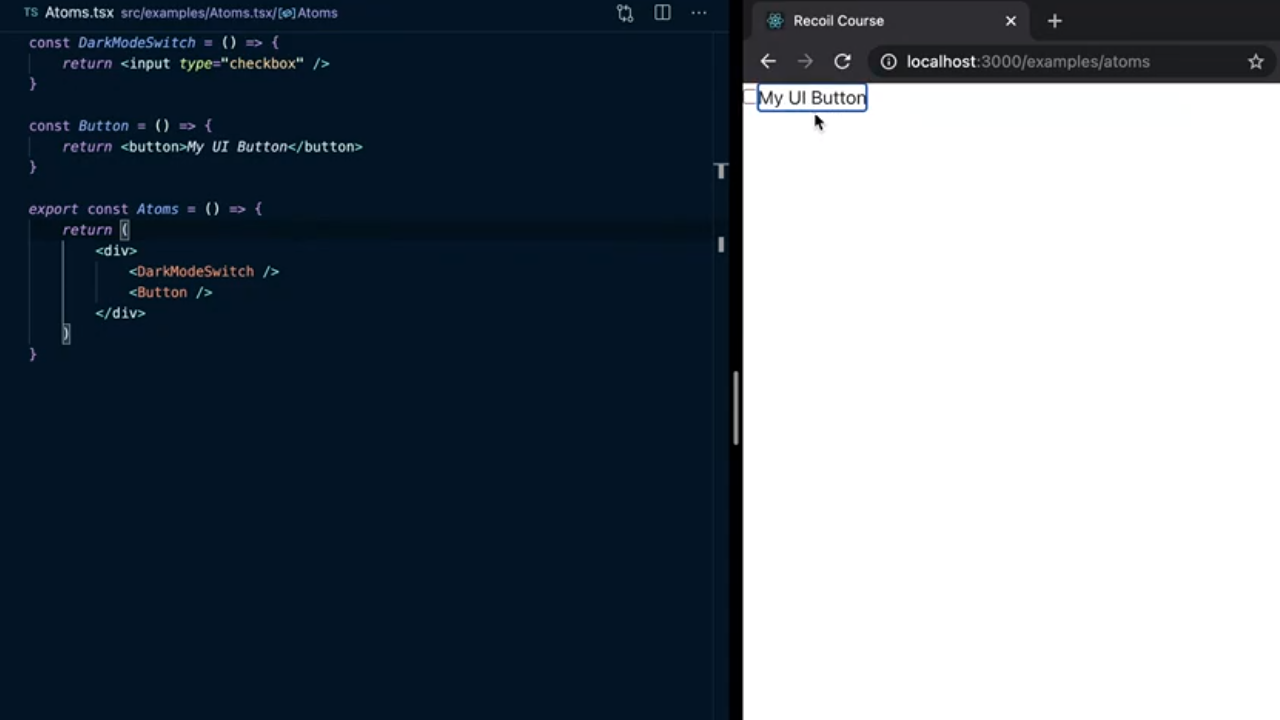 TS Atoms.tsx src/examples/Atoms.tsx/[⊘]Atoms
const DarkModeSwitch = () => {
return <input type="checkbox" />
}
const Button = () => {
return <button>My UI Button</button>
}
export const Atoms = () => {
return (
<div>
<DarkModeSwitch />
<Button />
</div>
)
}
Recoil Course
localhost:3000/examples/atoms
My UI Button